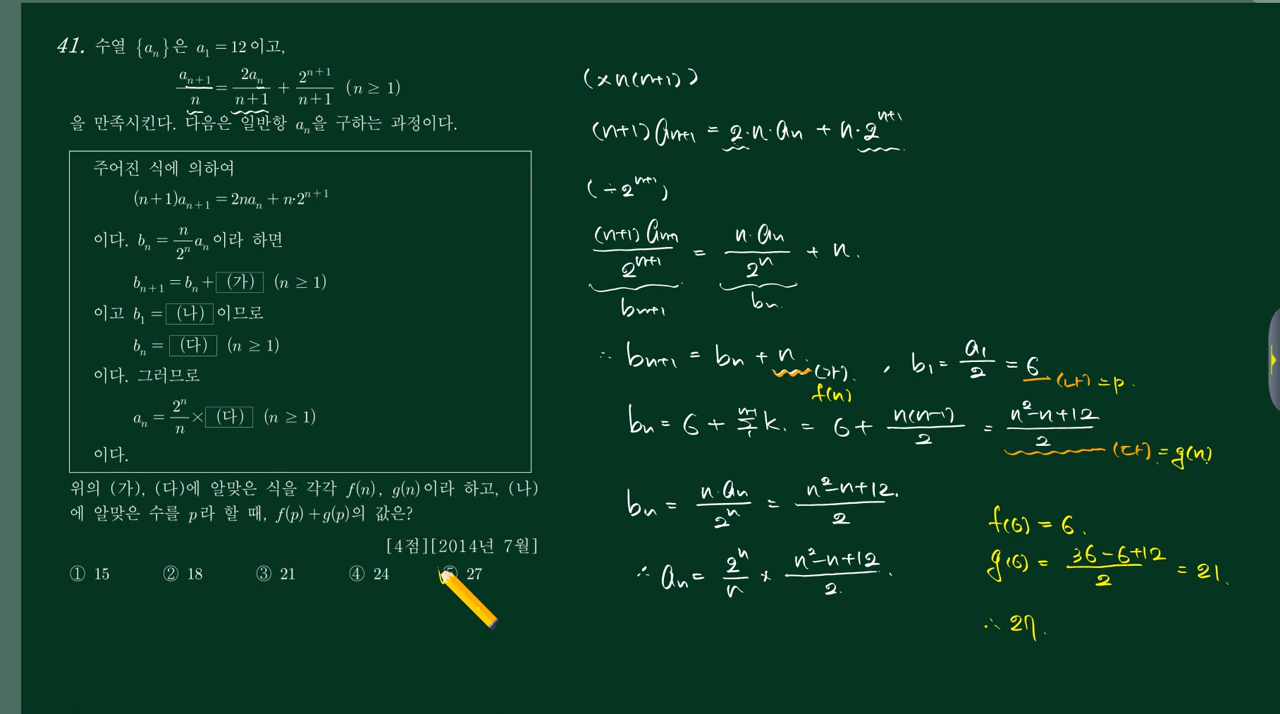 41. 수열 {aₙ}은 a₁ = 12이고,
aₙ₊₁/n = 2aₙ/(n+1) + 2ⁿ⁺¹/(n+1) (n ≥ 1)
을 만족시킨다. 다음은 일반항 aₙ을 구하는 과정이다.
주어진 식에 의하여
(n+1)aₙ₊₁ = 2naₙ + n·2ⁿ⁺¹
이다. bₙ = n/2ⁿ aₙ이라 하면
bₙ₊₁ = bₙ + (가) (n ≥ 1)
이고 b₁ = (나) 이므로
bₙ = (다) (n ≥ 1)
이다. 그러므로
aₙ = 2ⁿ/n × (다) (n ≥ 1)
이다.
위의 (가), (다)에 알맞은 식을 각각 f(n), g(n)이라 하고, (나)
에 알맞은 수를 p라 할 때, f(p)+g(p)의 값은?
[4점][2014년 7월]
① 15 ② 18 ③ 21 ④ 24 ⑤ 27
(×n(n+1))
(n+1)aₙ₊₁ = 2·n·aₙ + n·2ⁿ⁺¹
(÷2ⁿ⁺¹)
(n+1)aₙ₊₁/2ⁿ⁺¹ = n·aₙ/2ⁿ + n.
bₙ₊₁ bₙ
∴ bₙ₊₁ = bₙ + n. (가). , b₁ = a₁/2 = 6 (나) = p.
f(n)
bₙ = 6 + Σk. = 6 + n(n-1)/2 = (n²-n+12)/2
(다) = g(n)
bₙ = n·aₙ/2ⁿ = (n²-n+12)/2.
∴ aₙ = 2ⁿ/n × (n²-n+12)/2.
f(6) = 6.
g(6) = (36-6+12)/2 = 21.
∴ 27.